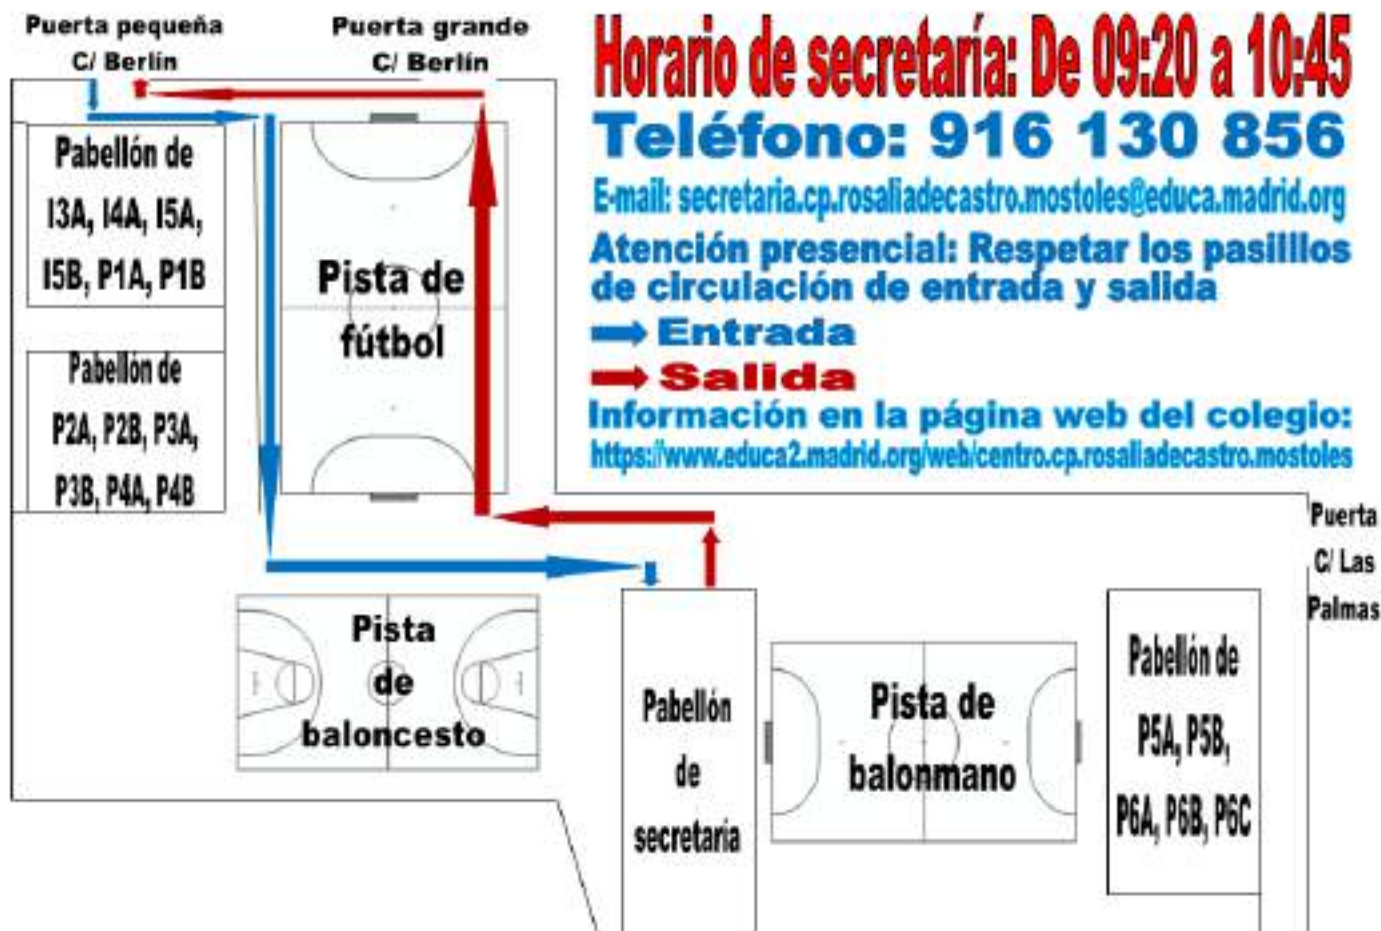 Puerta pequeña
C/ Berlín
Puerta grande
C/ Berlín
Horario de secretaría: De 09:20 a 10:45
Teléfono: 916 130 856
E-mail: secretaria.cp.rosaliadecastro.mostoles@educa.madrid.org
Atención presencial: Respetar los pasilllos
de circulación de entrada y salida
Entrada
Salida
Información en la página web del colegio:
https://www.educa2.madrid.org/web/centro.cp.rosaliadecastro.mostoles
Pabellón de
I3A, I4A, I5A,
I5B, P1A, P1B
Pista de
fútbol
Pabellón de
P2A, P2B, P3A,
P3B, P4A, P4B
Puerta
C/ Las
Palmas
Pista
de
baloncesto
Pabellón
de
secretaría
Pista de
balonmano
Pabellón de
P5A, P5B,
P6A, P6B, P6C